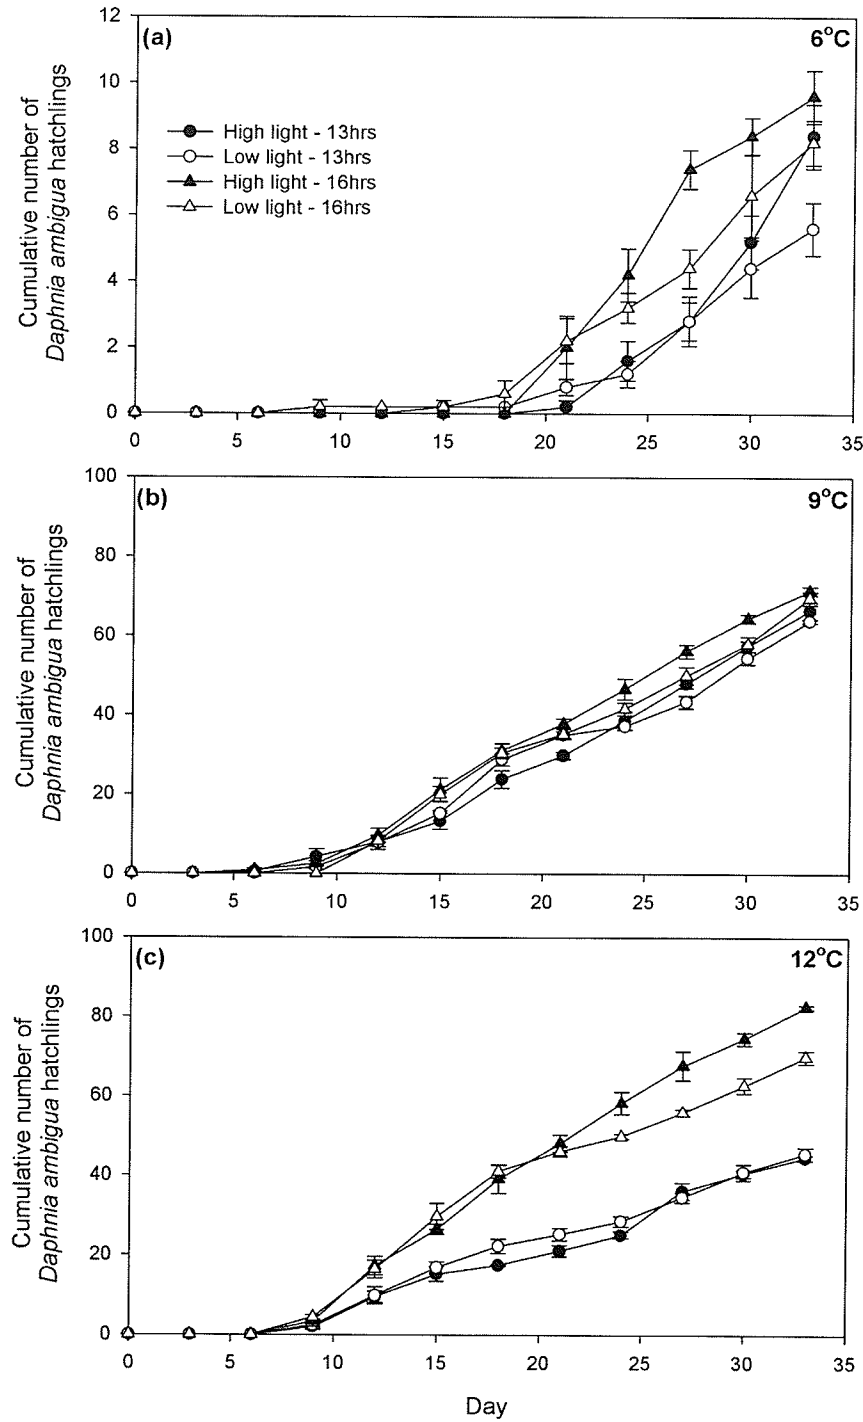 (a)
6°C
12
10
8
6
4
2
0
Cumulative number of
Daphnia ambigua hatchlings
High light - 13hrs
Low light - 13hrs
High light - 16hrs
Low light - 16hrs
0 5 10 15 20 25 30 35
(b)
9°C
100
80
60
40
20
0
Cumulative number of
Daphnia ambigua hatchlings
0 5 10 15 20 25 30 35
(c)
12°C
100
80
60
40
20
0
Cumulative number of
Daphnia ambigua hatchlings
0 5 10 15 20 25 30 35
Day